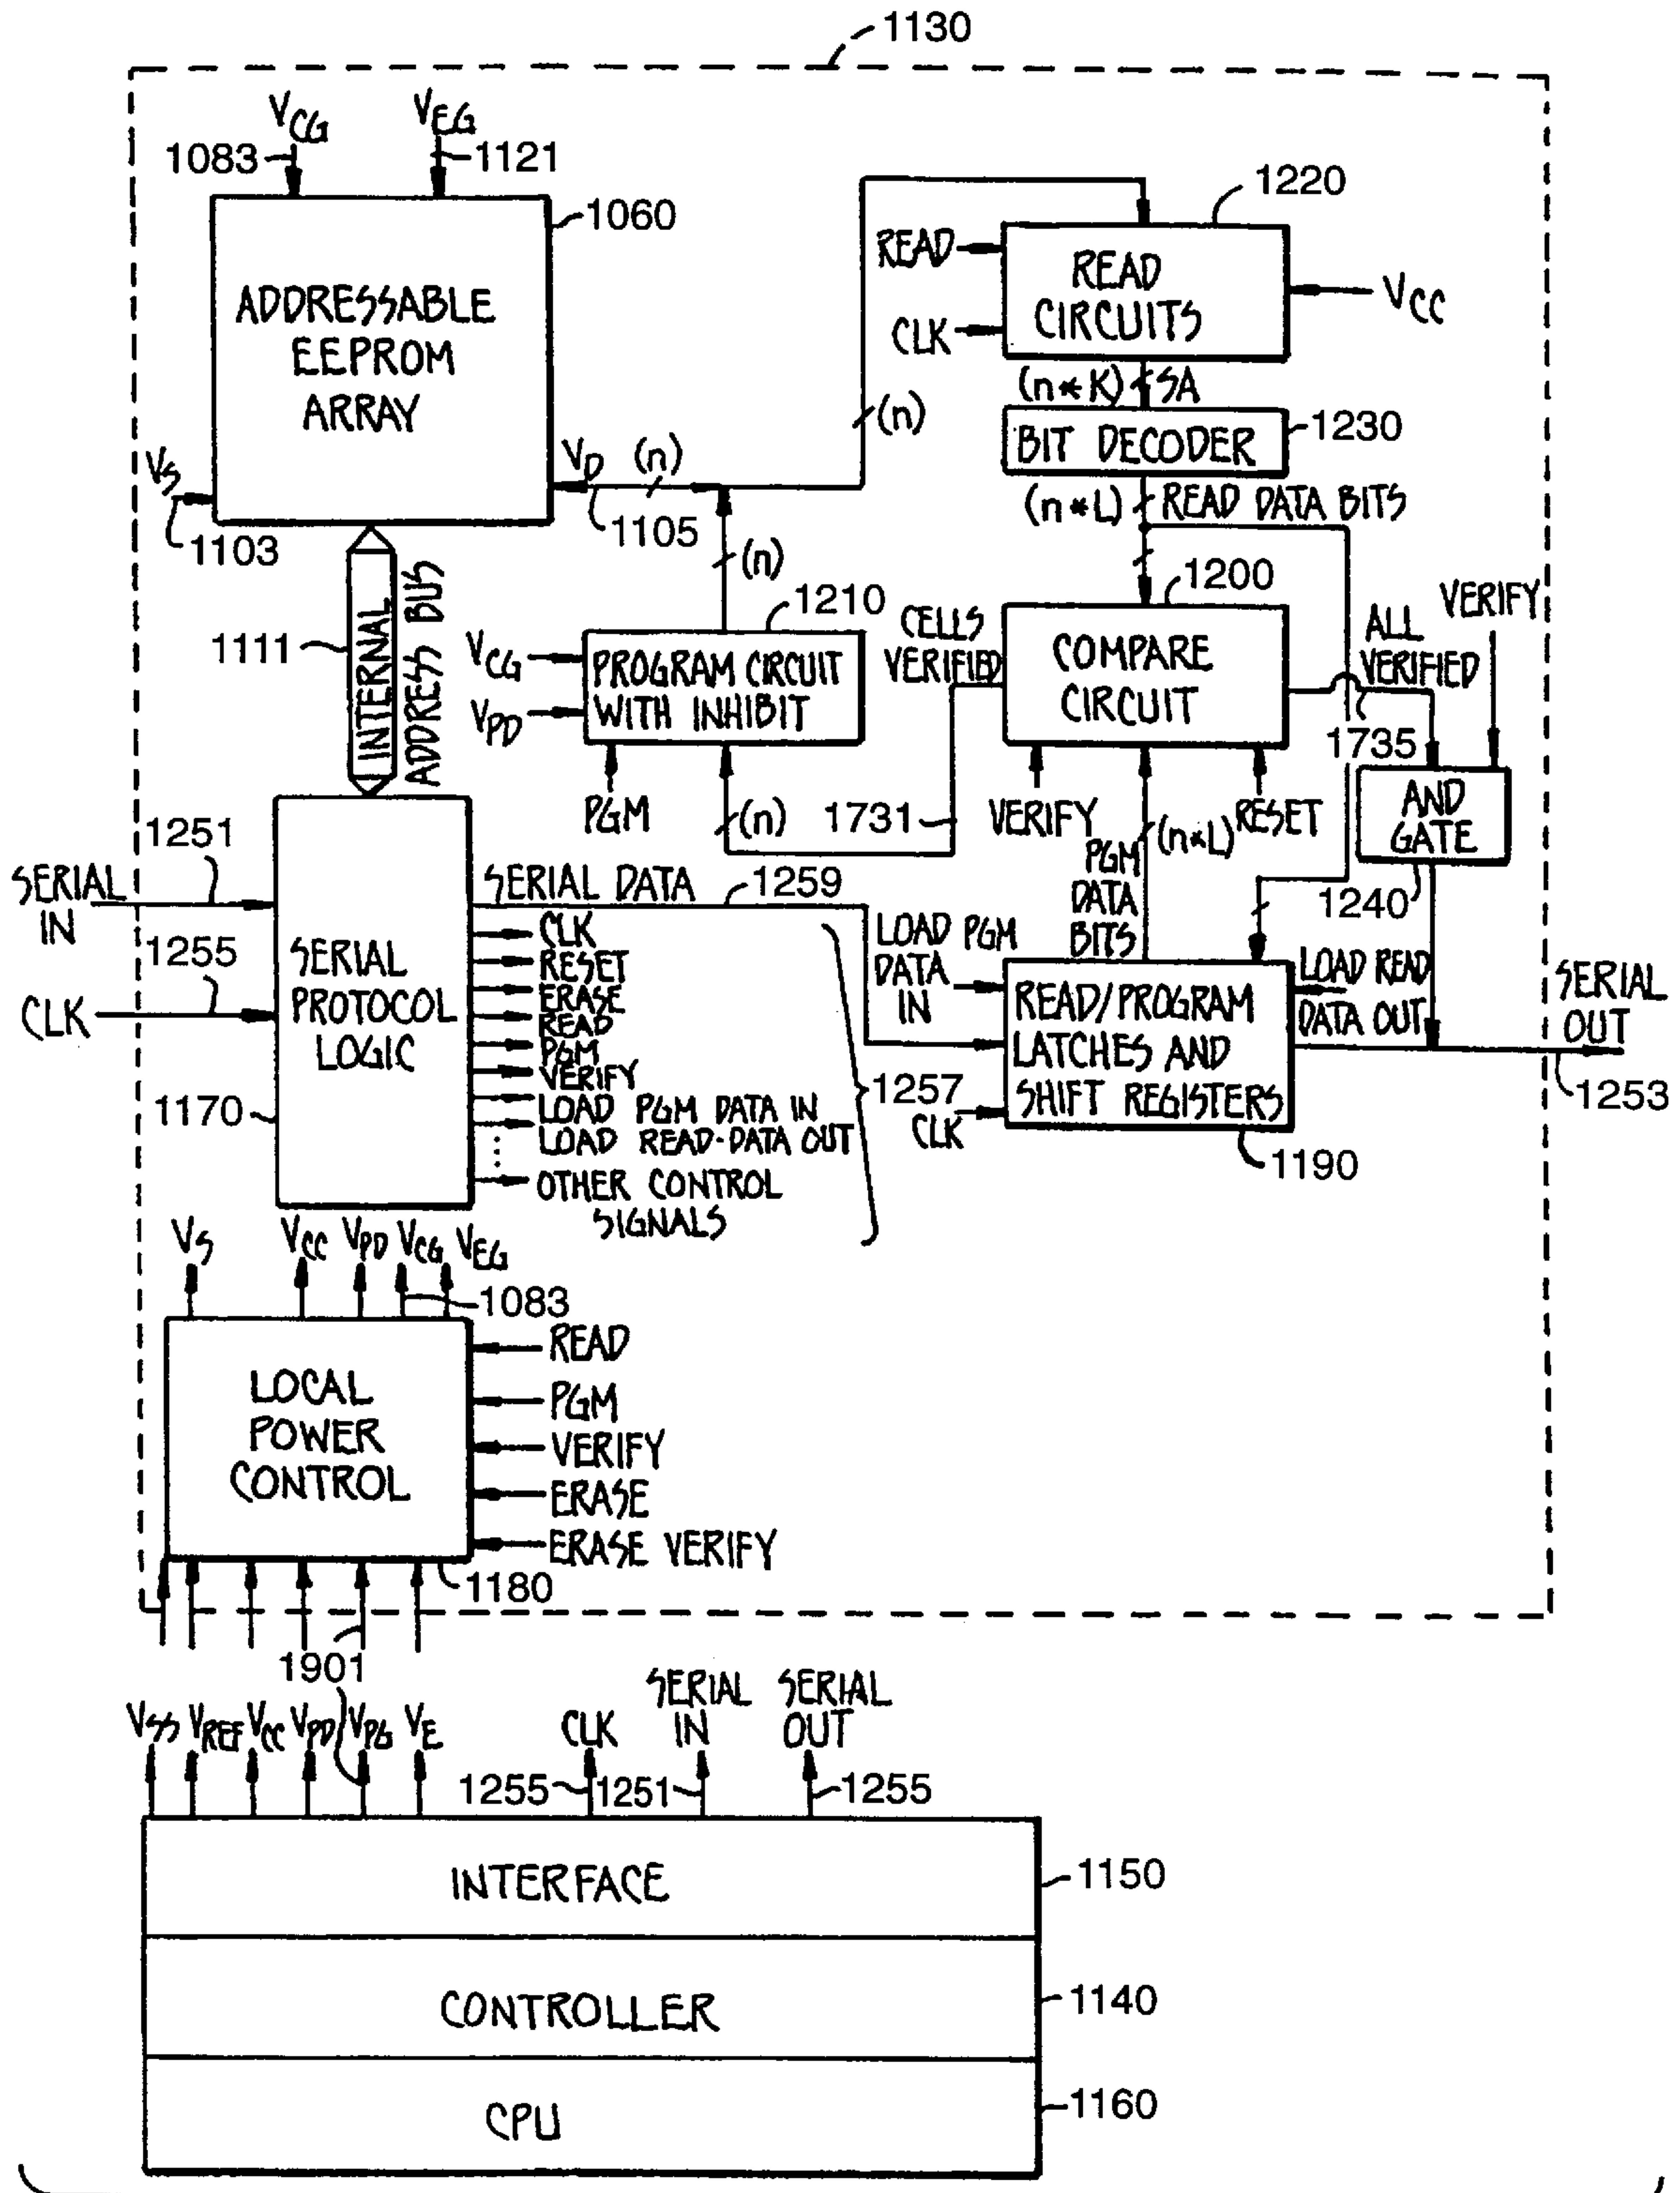 1130
VCG
VEG
1083
1121
1060
ADDRESSABLE
EEPROM
ARRAY
VS
1103
VD
(n)
1105
(n)
1220
READ
CLK
READ
CIRCUITS
VCC
(n*K)
SA
BIT DECODER
1230
(n*L)
READ DATA BITS
1111
INTERNAL
ADDRESS BUS
(n)
1210
VCG
VPD
PROGRAM CIRCUIT
WITH INHIBIT
PGM
(n)
1731
CELLS
VERIFIED
1200
COMPARE
CIRCUIT
VERIFY
RESET
ALL
VERIFIED
VERIFY
1735
AND
GATE
1240
(n*L)
PGM
DATA
BITS
SERIAL
IN
1251
1255
CLK
SERIAL
PROTOCOL
LOGIC
1170
SERIAL DATA
1259
CLK
RESET
ERASE
READ
PGM
VERIFY
LOAD PGM DATA IN
LOAD READ-DATA OUT
OTHER CONTROL
SIGNALS
1257
LOAD PGM
DATA
IN
CLK
READ/PROGRAM
LATCHES AND
SHIFT REGISTERS
1190
LOAD READ
DATA OUT
SERIAL
OUT
1253
VS
VCC
VPD
VCG
VEG
1083
LOCAL
POWER
CONTROL
READ
PGM
VERIFY
ERASE
ERASE VERIFY
1180
1901
VSS
VREF
VCC
VPD
VPG
VE
CLK
SERIAL
IN
SERIAL
OUT
1255
1251
1255
INTERFACE
1150
CONTROLLER
1140
CPU
1160